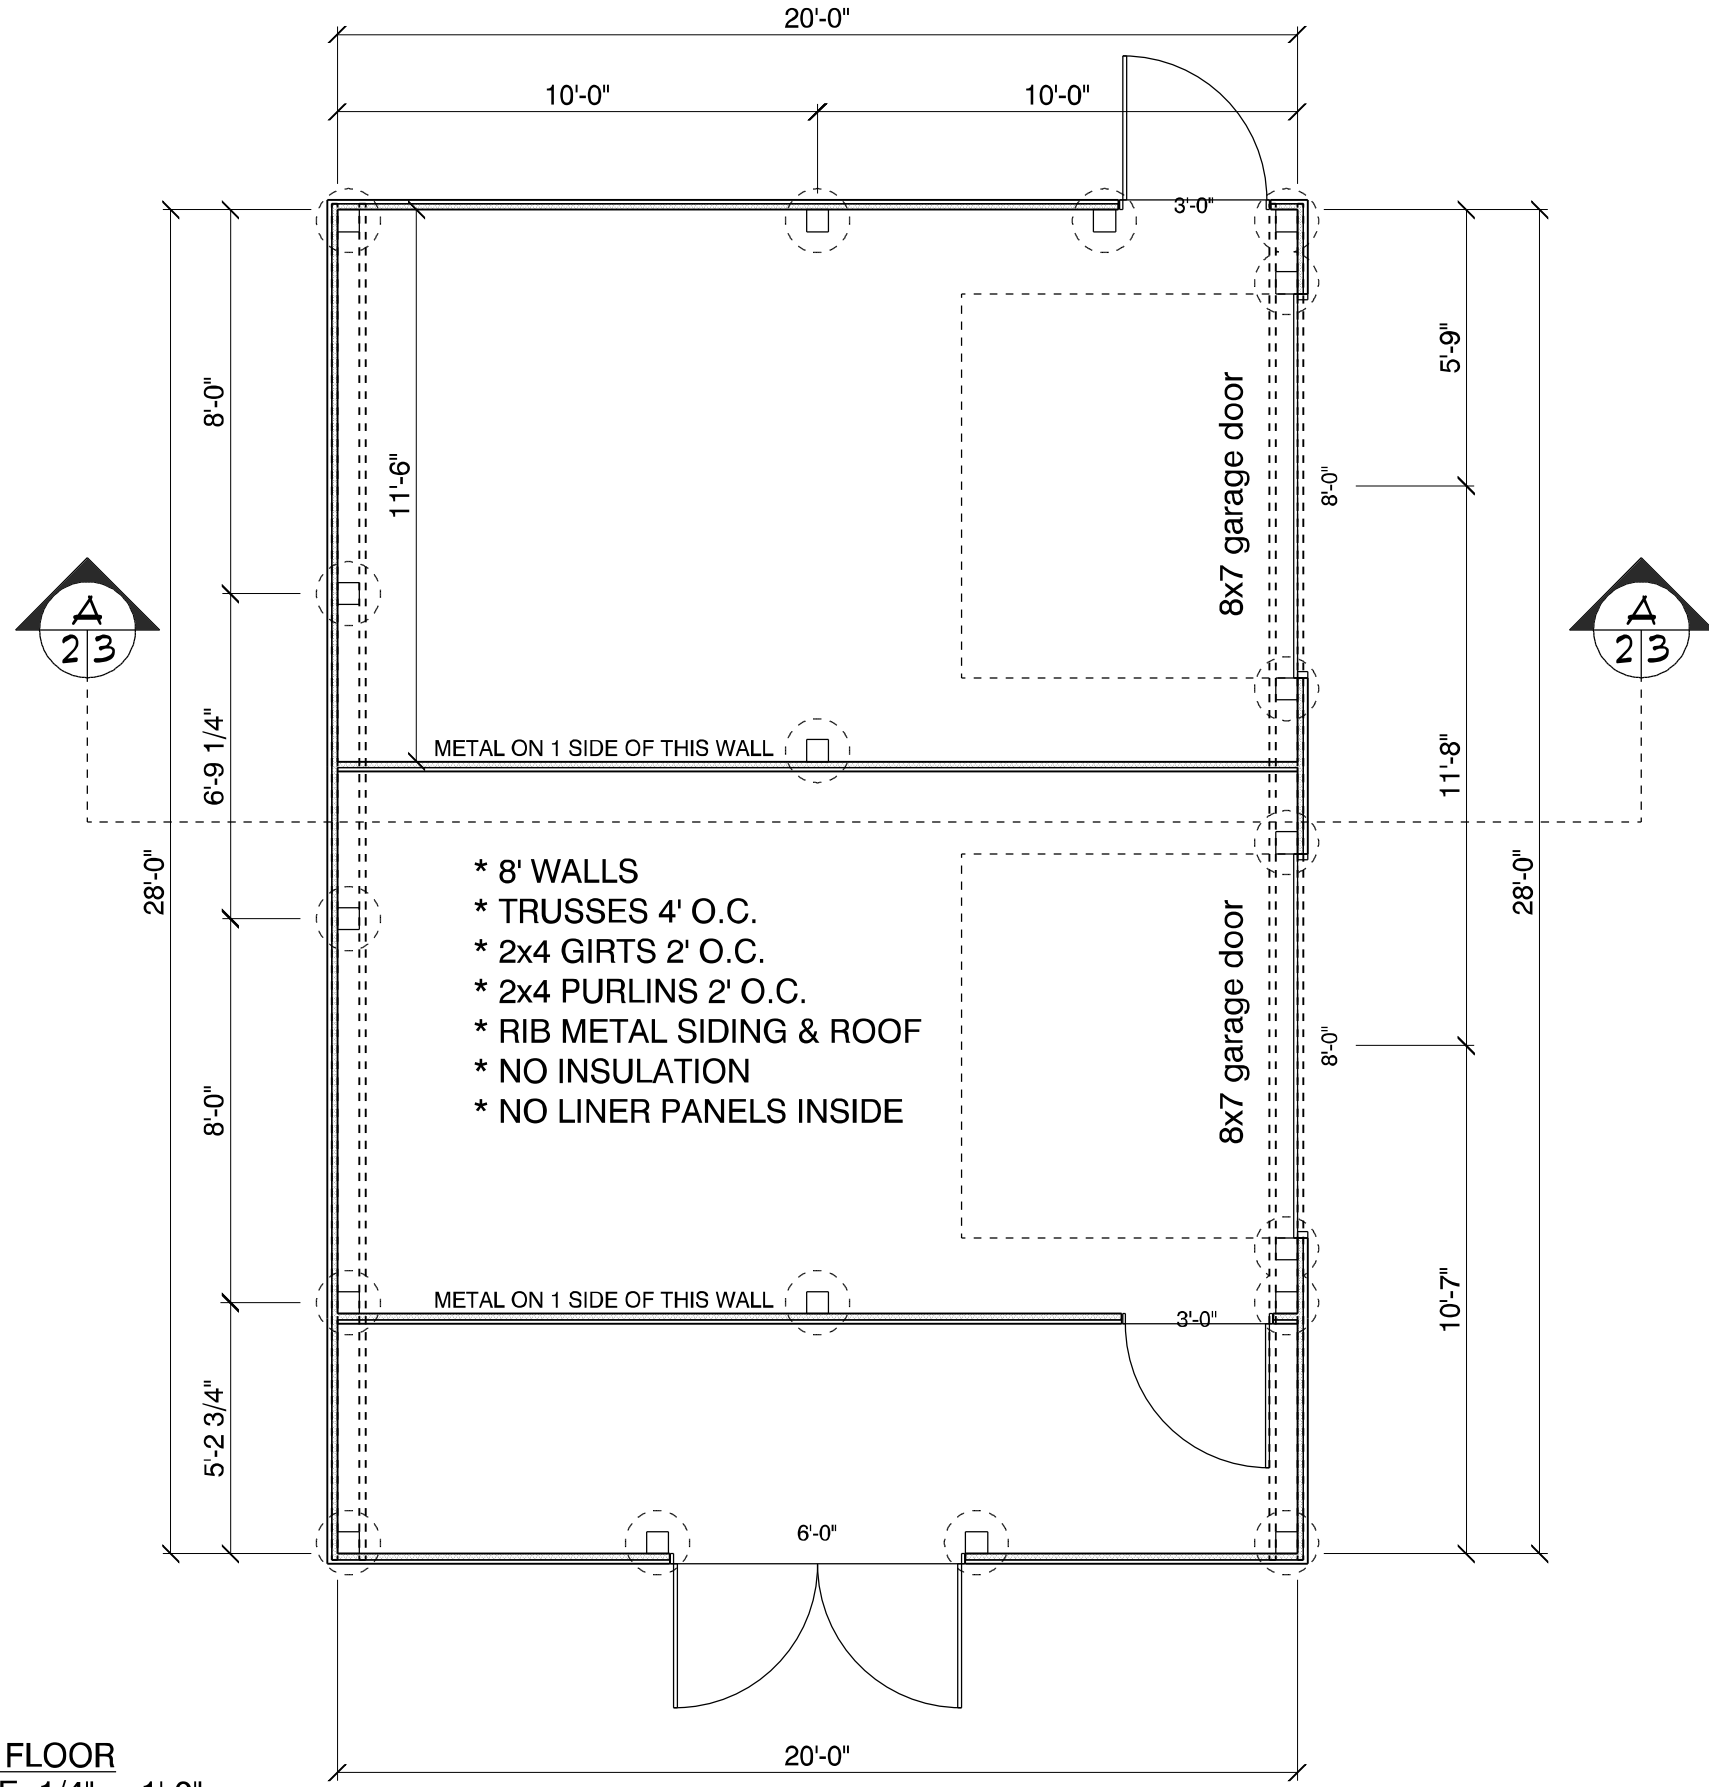 20'-0"
10'-0"
10'-0"
3'-0"
8'-0"
11'-6"
5'-9"
8x7 garage door
8'-0"
A
2 3
A
2 3
6'-9 1/4"
METAL ON 1 SIDE OF THIS WALL
11'-8"
28'-0"
28'-0"
* 8' WALLS
* TRUSSES 4' O.C.
* 2x4 GIRTS 2' O.C.
* 2x4 PURLINS 2' O.C.
* RIB METAL SIDING & ROOF
* NO INSULATION
* NO LINER PANELS INSIDE
8x7 garage door
8'-0"
8'-0"
METAL ON 1 SIDE OF THIS WALL
3'-0"
10'-7"
5'-2 3/4"
6'-0"
20'-0"
FLOOR